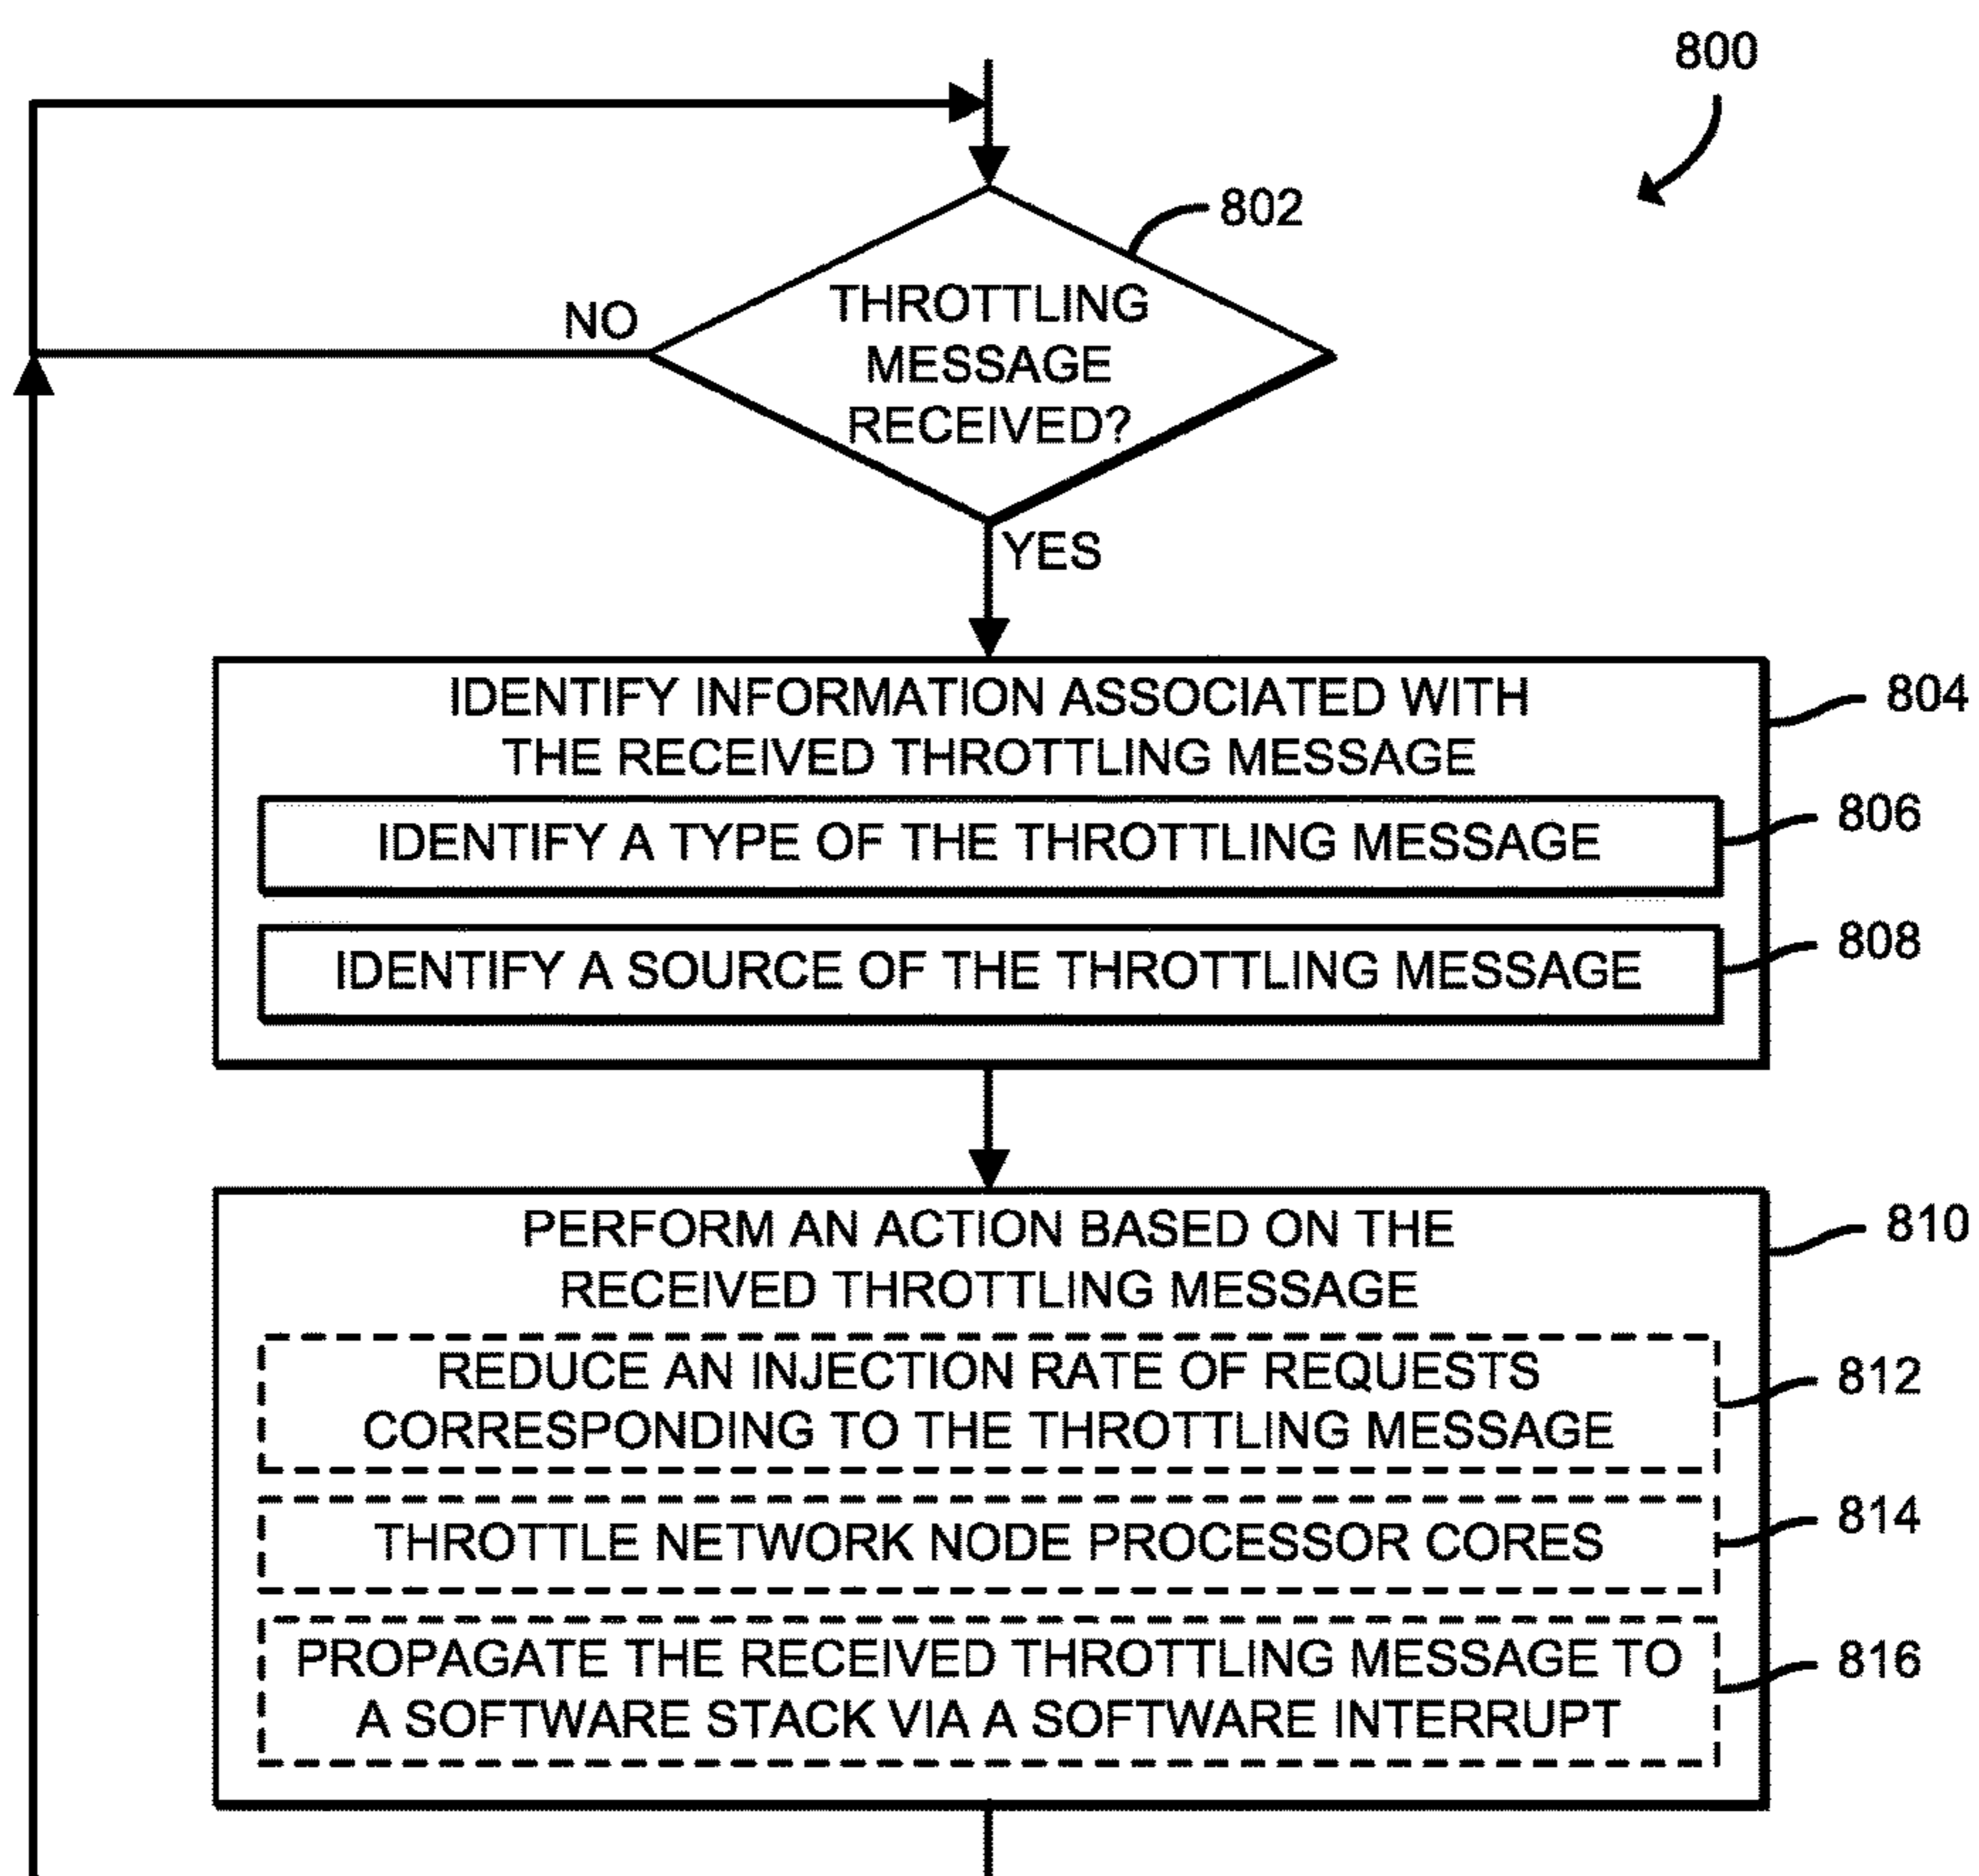 800
802
THROTTLING
MESSAGE
RECEIVED?
NO
YES
IDENTIFY INFORMATION ASSOCIATED WITH
THE RECEIVED THROTTLING MESSAGE
804
IDENTIFY A TYPE OF THE THROTTLING MESSAGE
806
IDENTIFY A SOURCE OF THE THROTTLING MESSAGE
808
PERFORM AN ACTION BASED ON THE
RECEIVED THROTTLING MESSAGE
810
REDUCE AN INJECTION RATE OF REQUESTS
CORRESPONDING TO THE THROTTLING MESSAGE
812
THROTTLE NETWORK NODE PROCESSOR CORES
814
PROPAGATE THE RECEIVED THROTTLING MESSAGE TO
A SOFTWARE STACK VIA A SOFTWARE INTERRUPT
816